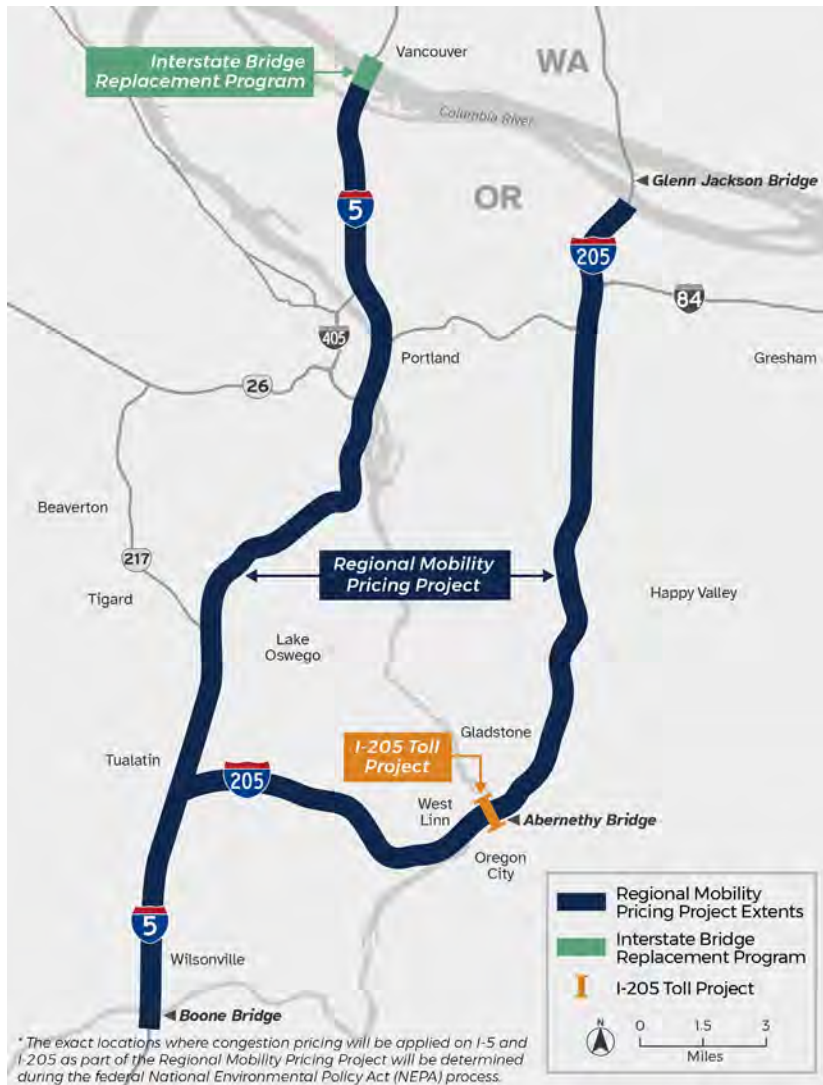 Interstate Bridge
Replacement Program
Vancouver
WA
Columbia River
Glenn Jackson Bridge
OR
5
205
84
405
Portland
Gresham
26
Beaverton
217
Regional Mobility
Pricing Project
Tigard
Happy Valley
Lake
Oswego
Gladstone
I-205 Toll
Project
Tualatin
205
West
Linn
Abernethy Bridge
Oregon
City
5
Wilsonville
Boone Bridge
Regional Mobility
Pricing Project Extents
Interstate Bridge
Replacement Program
I-205 Toll Project
N
0 1.5 3
Miles
* The exact locations where congestion pricing will be applied on I-5 and
I-205 as part of the Regional Mobility Pricing Project will be determined
during the federal National Environmental Policy Act (NEPA) process.